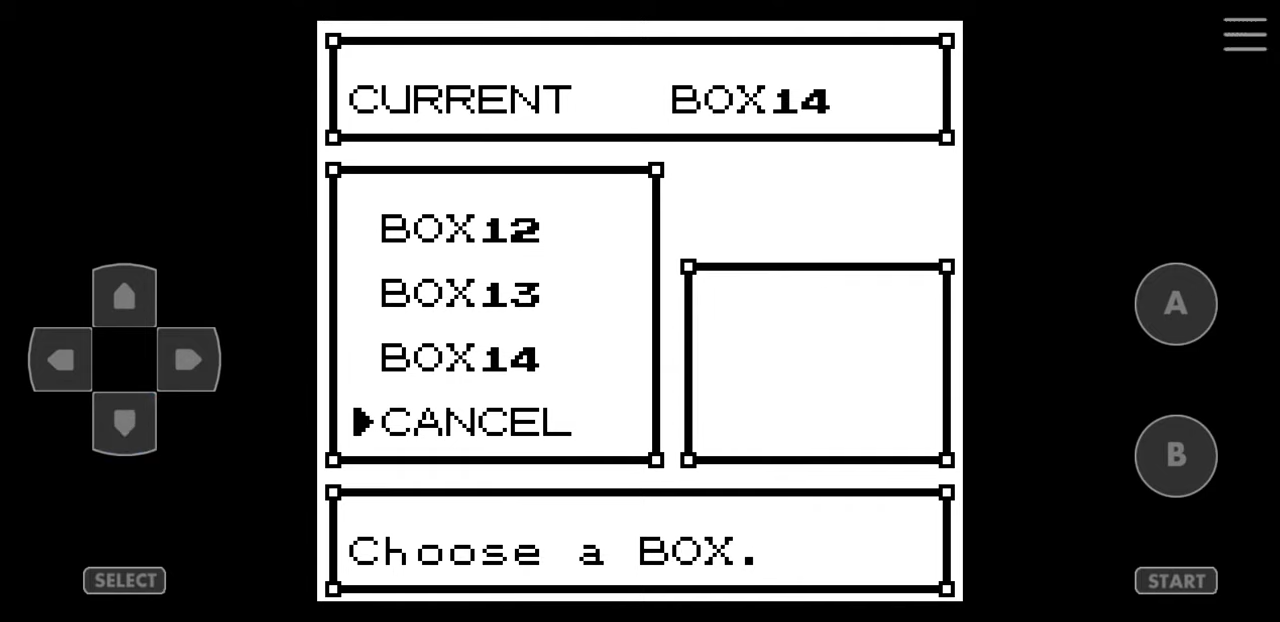 CURRENT BOX14
BOX12
BOX13
BOX14
CANCEL
Choose a BOX.
A
B
SELECT
START